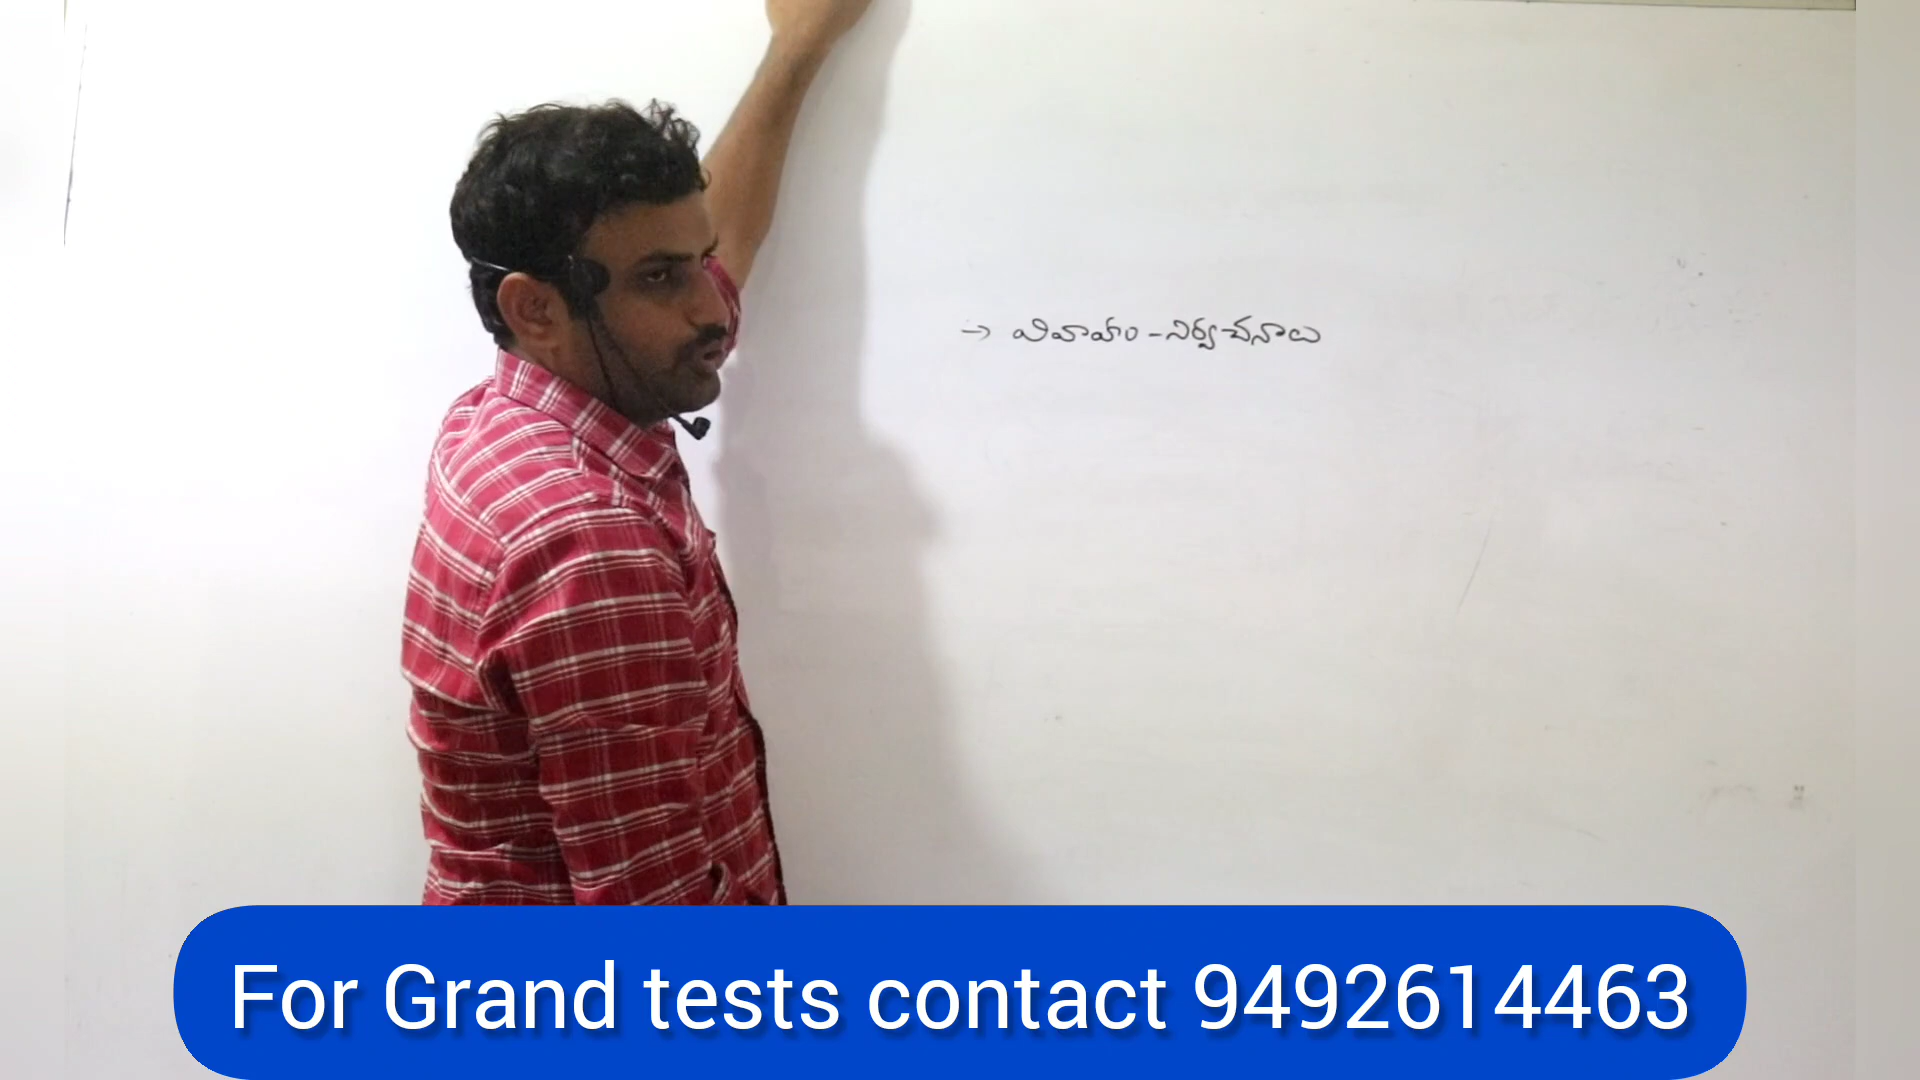 → వివాహం - నిర్వచనాలు
For Grand tests contact 9492614463